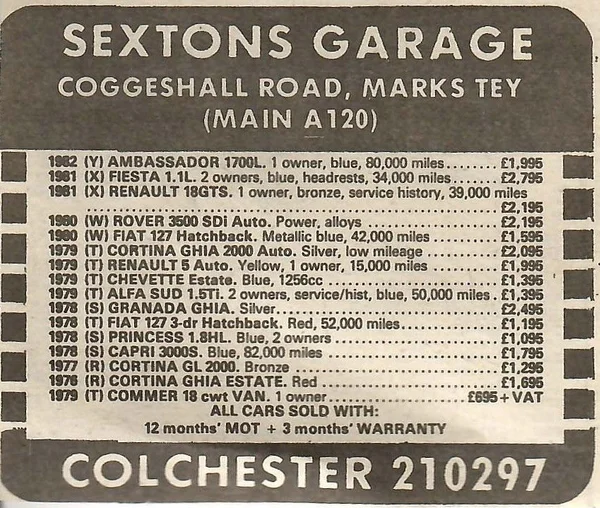 SEXTONS GARAGE
COGGESHALL ROAD, MARKS TEY
(MAIN A120)
1982 (Y) AMBASSADOR 1700L. 1 owner, blue, 80,000 miles........ £1,995
1981 (X) FIESTA 1.1L. 2 owners, blue, headrests, 34,000 miles...... £2,795
1981 (X) RENAULT 18GTS. 1 owner, bronze, service history, 39,000
miles ........ £2,195
1980 (W) ROVER 3500 SDi Auto. Power, alloys ........ £2,195
1980 (W) FIAT 127 Hatchback. Metallic blue, 42,000 miles ........ £1,595
1979 (T) CORTINA GHIA 2000 Auto. Silver, low mileage ........ £2,095
1979 (T) RENAULT 5 Auto. Yellow, 1 owner, 15,000 miles ........ £1,995
1979 (T) CHEVETTE Estate. Blue, 1256cc ........ £1,395
1979 (T) ALFA SUD 1.5Ti. 2 owners, service/hist, blue, 50,000 miles . £1,395
1978 (S) GRANADA GHIA. Silver ........ £2,495
1978 (T) FIAT 127 3-dr Hatchback. Red, 52,000 miles ........ £1,195
1978 (S) PRINCESS 1.8HL. Blue, 2 owners ........ £1,095
1978 (S) CAPRI 3000S. Blue, 82,000 miles ........ £1,795
1977 (R) CORTINA GL 2000. Bronze ........ £1,295
1976 (R) CORTINA GHIA ESTATE. Red ........ £1,695
1979 (T) COMMER 18 cwt VAN. 1 owner ........ £695 + VAT
ALL CARS SOLD WITH:
12 months' MOT + 3 months' WARRANTY
COLCHESTER 210297